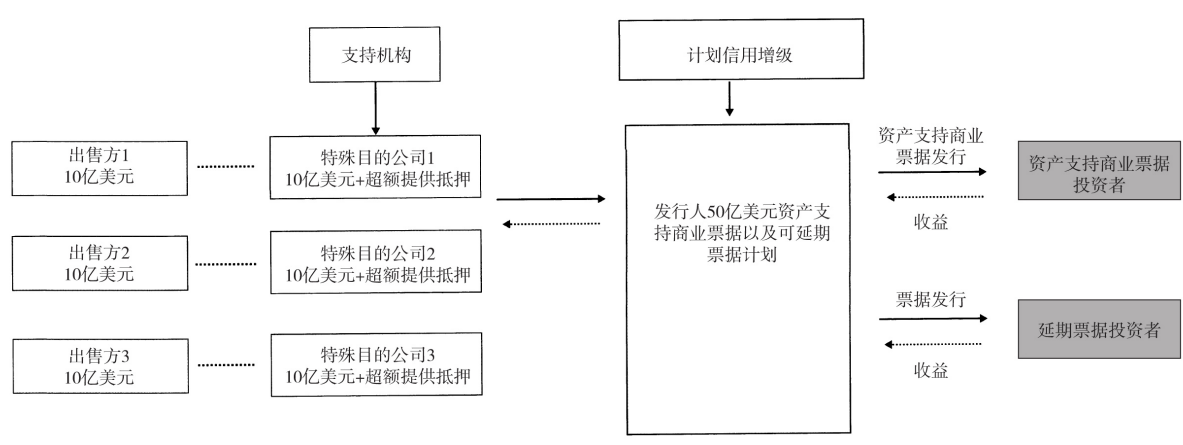 支持机构
计划信用增级
出售方1
10亿美元
特殊目的公司1
10亿美元+超额提供抵押
出售方2
10亿美元
特殊目的公司2
10亿美元+超额提供抵押
出售方3
10亿美元
特殊目的公司3
10亿美元+超额提供抵押
发行人50亿美元资产支
持商业票据以及可延期
票据计划
资产支持商业
票据发行
收益
资产支持商业票据
投资者
票据发行
收益
延期票据投资者